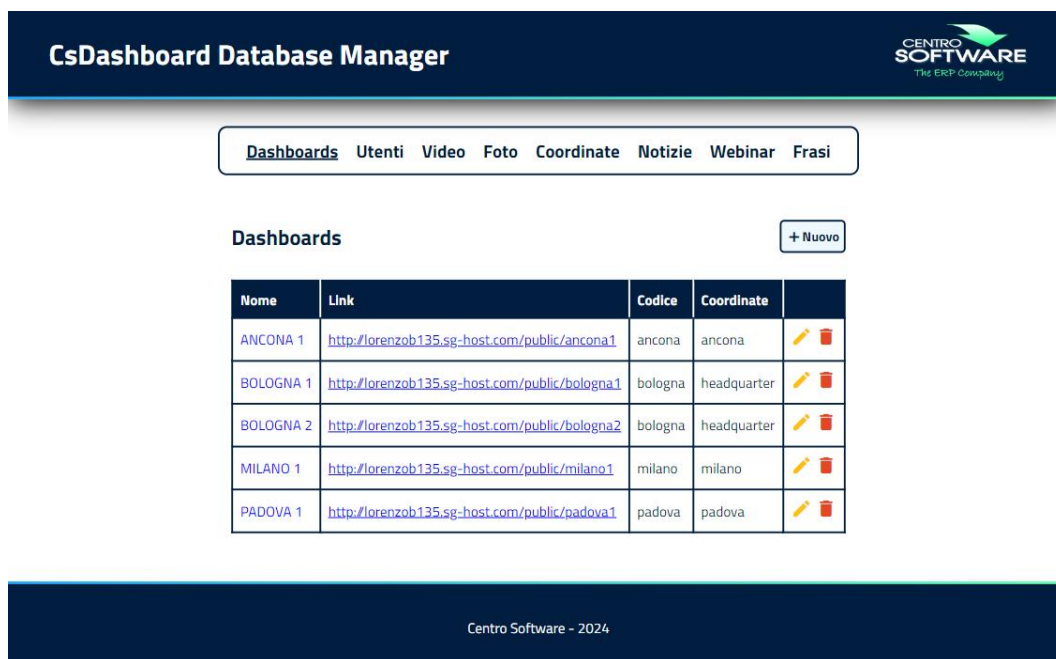 CsDashboard Database Manager
CENTRO
SOFTWARE
The ERP Company
Dashboards Utenti Video Foto Coordinate Notizie Webinar Frasi
Dashboards
+ Nuovo
Nome Link Codice Coordinate
ANCONA 1 http://lorenzob135.sg-host.com/public/ancona1 ancona ancona
BOLOGNA 1 http://lorenzob135.sg-host.com/public/bologna1 bologna headquarter
BOLOGNA 2 http://lorenzob135.sg-host.com/public/bologna2 bologna headquarter
MILANO 1 http://lorenzob135.sg-host.com/public/milano1 milano milano
PADOVA 1 http://lorenzob135.sg-host.com/public/padova1 padova padova
Centro Software - 2024